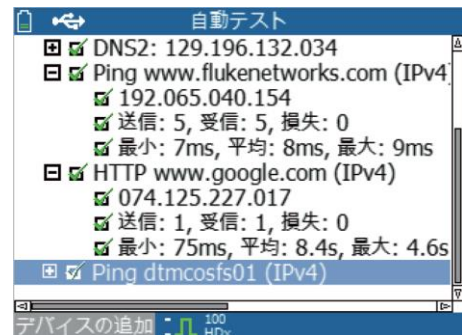 自動テスト
DNS2: 129.196.132.034
Ping www.flukenetworks.com (IPv4
192.065.040.154
送信: 5, 受信: 5, 損失: 0
最小: 7ms, 平均: 8ms, 最大: 9ms
HTTP www.google.com (IPv4)
074.125.227.017
送信: 1, 受信: 1, 損失: 0
最小: 75ms, 平均: 8.4s, 最大: 4.6s
Ping dtmcosfs01 (IPv4)
デバイスの追加 100
HDx